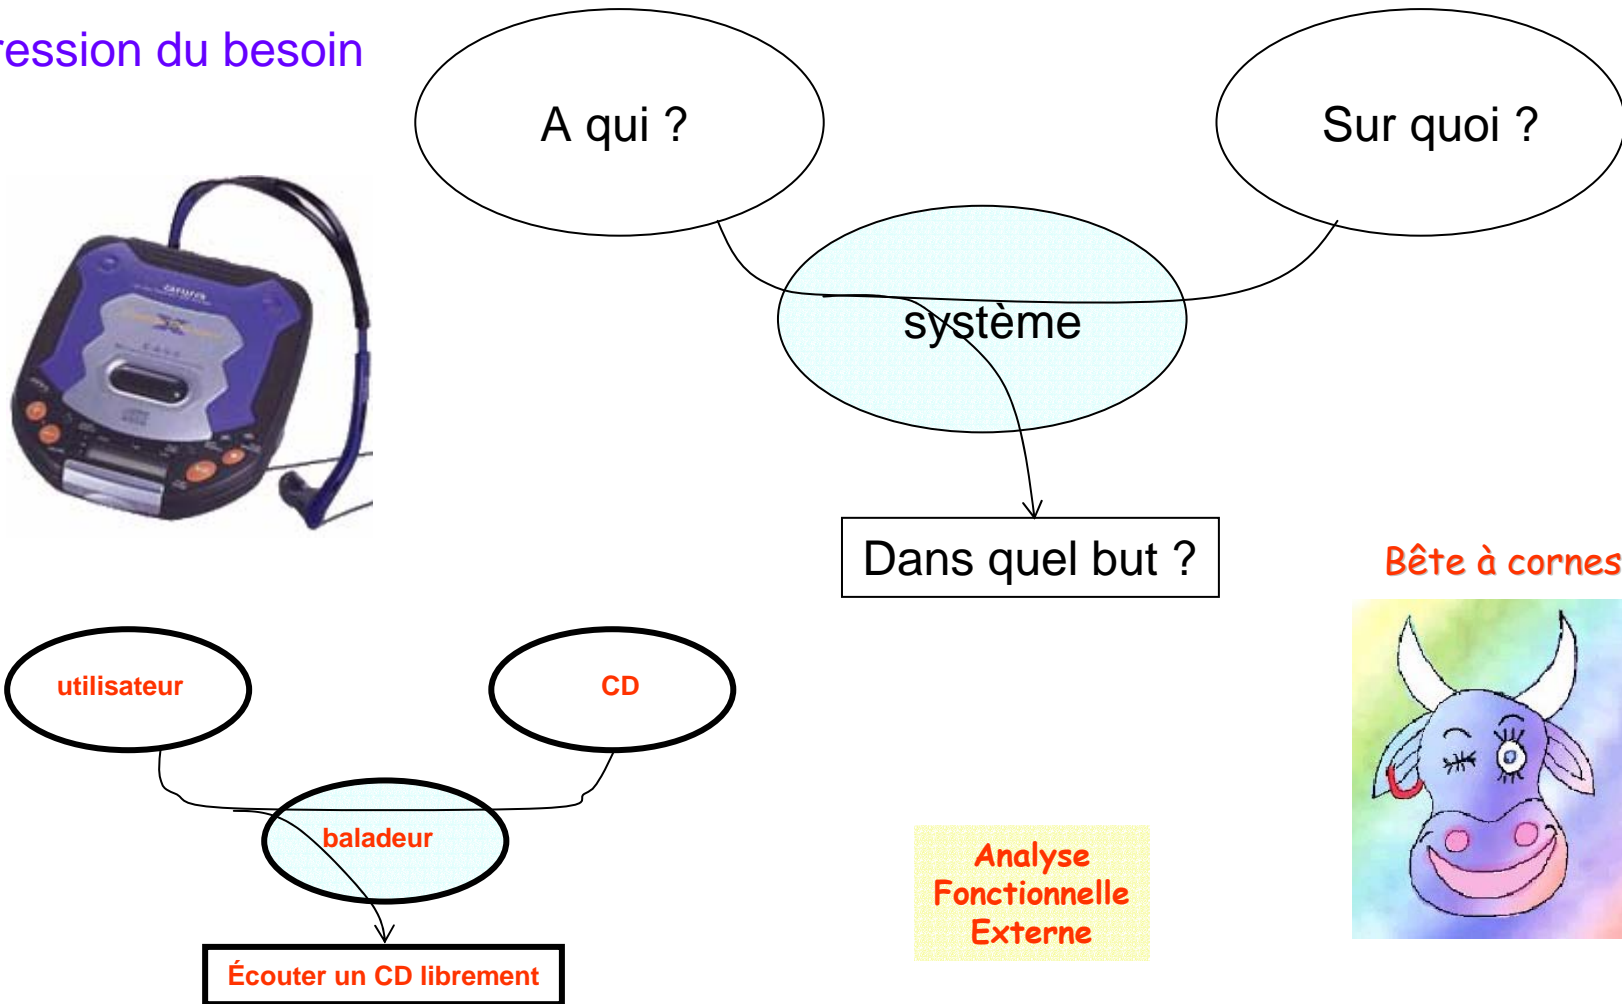 ression du besoin
A qui ?
Sur quoi ?
système
Dans quel but ?
Bête à cornes
utilisateur
CD
baladeur
Écouter un CD librement
Analyse
Fonctionnelle
Externe